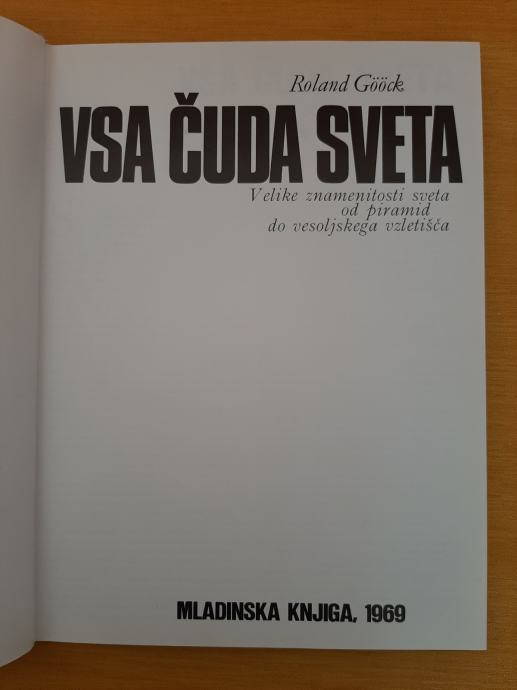 Roland Gööck
VSA ČUDA SVETA
Velike znamenitosti sveta
od piramid
do vesoljskega vzletišča
MLADINSKA KNJIGA, 1969